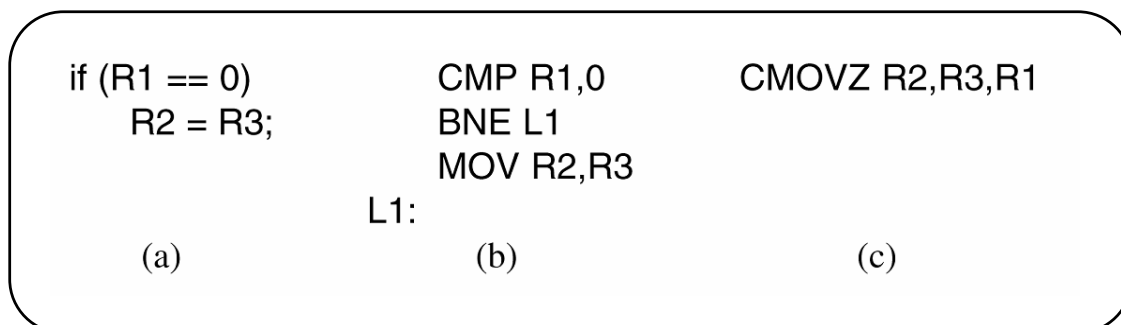 if (R1 == 0) CMP R1,0 CMOVZ R2,R3,R1
R2 = R3; BNE L1
MOV R2,R3
L1:
(a) (b) (c)